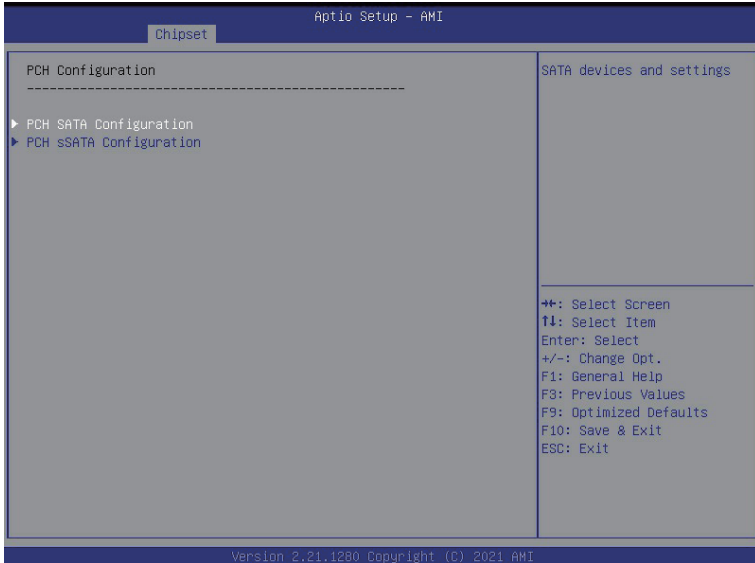 Aptio Setup – AMI
Chipset
PCH Configuration
--------------------------------------------------
▶ PCH SATA Configuration
▶ PCH sSATA Configuration
SATA devices and settings
→←: Select Screen
↑↓: Select Item
Enter: Select
+/-: Change Opt.
F1: General Help
F3: Previous Values
F9: Optimized Defaults
F10: Save & Exit
ESC: Exit
Version 2.21.1280 Copyright (C) 2021 AMI